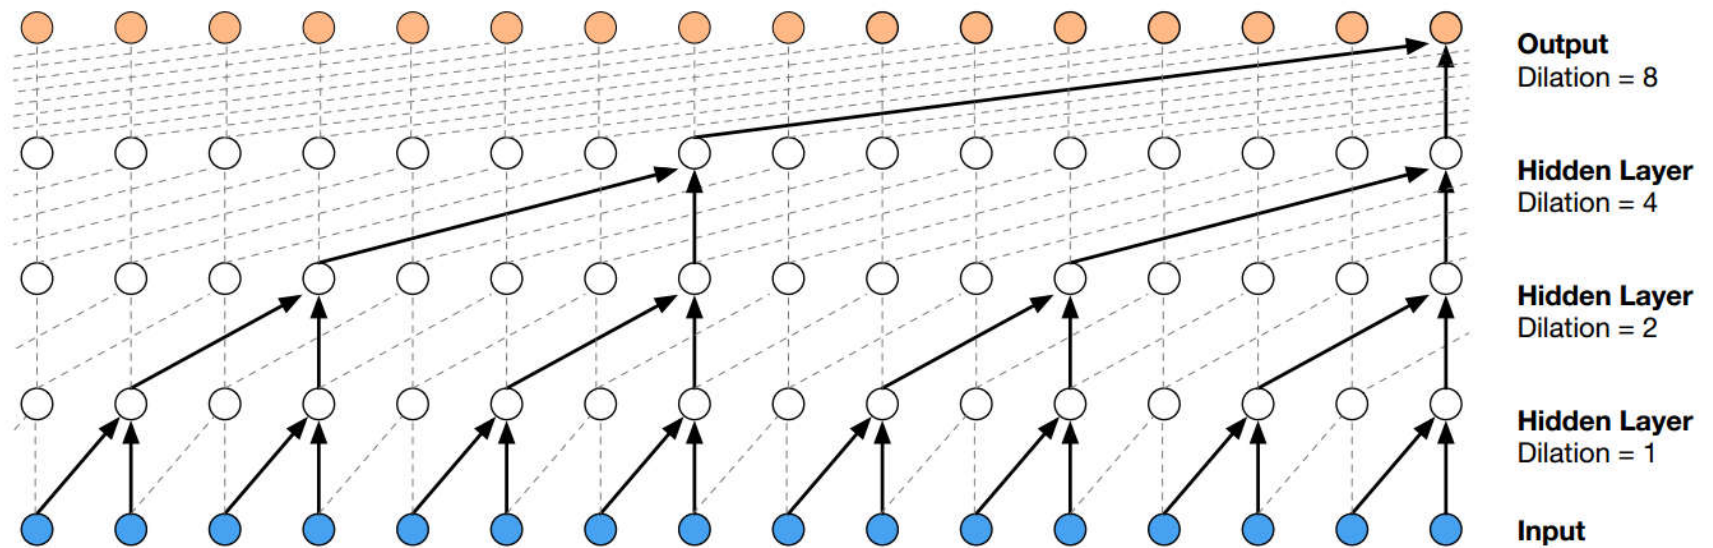 Output
Dilation = 8
Hidden Layer
Dilation = 4
Hidden Layer
Dilation = 2
Hidden Layer
Dilation = 1
Input